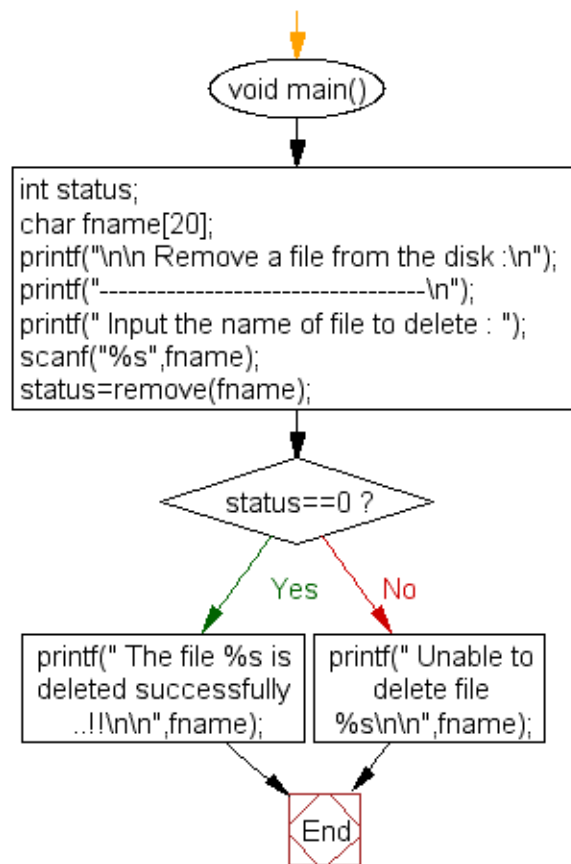 void main()
int status;
char fname[20];
printf("\n\n Remove a file from the disk :\n");
printf("-----------------------------------\n");
printf(" Input the name of file to delete : ");
scanf("%s",fname);
status=remove(fname);
status==0 ?
Yes
No
printf(" The file %s is
deleted successfully
..!!\n\n",fname);
printf(" Unable to
delete file
%s\n\n",fname);
End